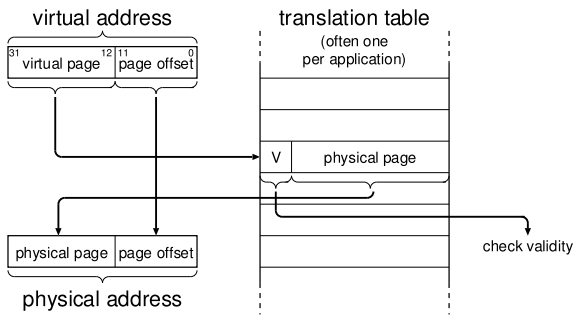 virtual address
31 12 11 0
virtual page page offset
translation table
(often one
per application)
V physical page
physical page page offset
check validity
physical address